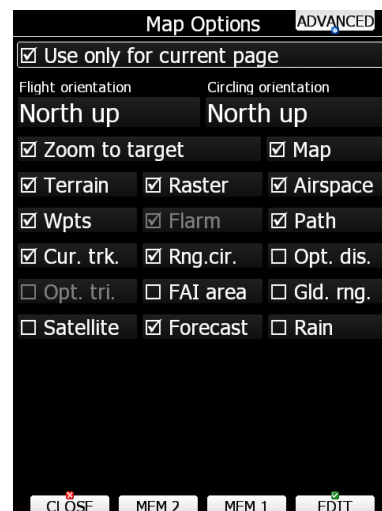 Map Options ADVANCED
Use only for current page
Flight orientation Circling orientation
North up North up
Zoom to target Map
Terrain Raster Airspace
Wpts Flarm Path
Cur. trk. Rng.cir. Opt. dis.
Opt. tri. FAI area Gld. rng.
Satellite Forecast Rain
CLOSE MEM 2 MEM 1 EDIT